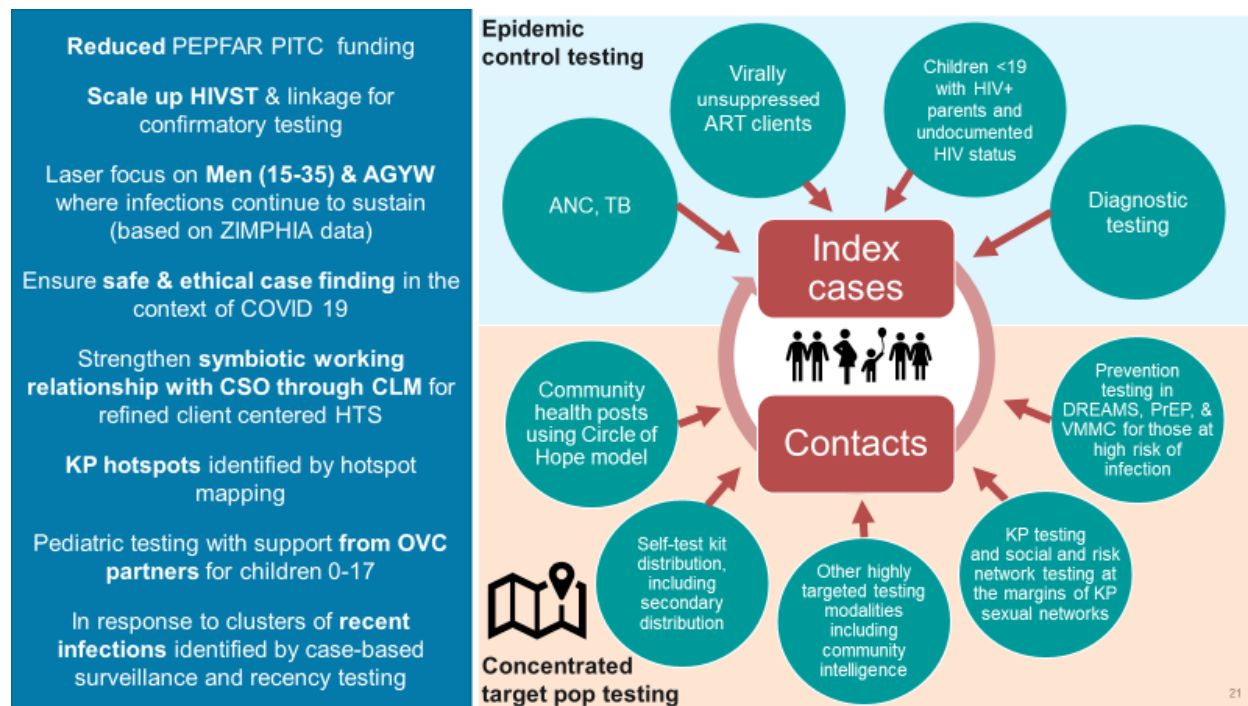 Reduced PEPFAR PITC funding
Scale up HIVST & linkage for
confirmatory testing
Laser focus on Men (15-35) & AGYW
where infections continue to sustain
(based on ZIMPHIA data)
Ensure safe & ethical case finding in the
context of COVID 19
Strengthen symbiotic working
relationship with CSO through CLM for
refined client centered HTS
KP hotspots identified by hotspot
mapping
Pediatric testing with support from OVC
partners for children 0-17
In response to clusters of recent
infections identified by case-based
surveillance and recency testing
Epidemic
control testing
ANC, TB
Virally
unsuppressed
ART clients
Children <19
with HIV+
parents and
undocumented
HIV status
Diagnostic
testing
Index
cases
Contacts
Community
health posts
using Circle of
Hope model
Self-test kit
distribution,
including
secondary
distribution
Other highly
targeted testing
modalities
including
community
intelligence
KP testing
and social and risk
network testing at
the margins of KP
sexual networks
Prevention
testing in
DREAMS, PrEP, &
VMMC for those at
high risk of
infection
Concentrated
target pop testing
21